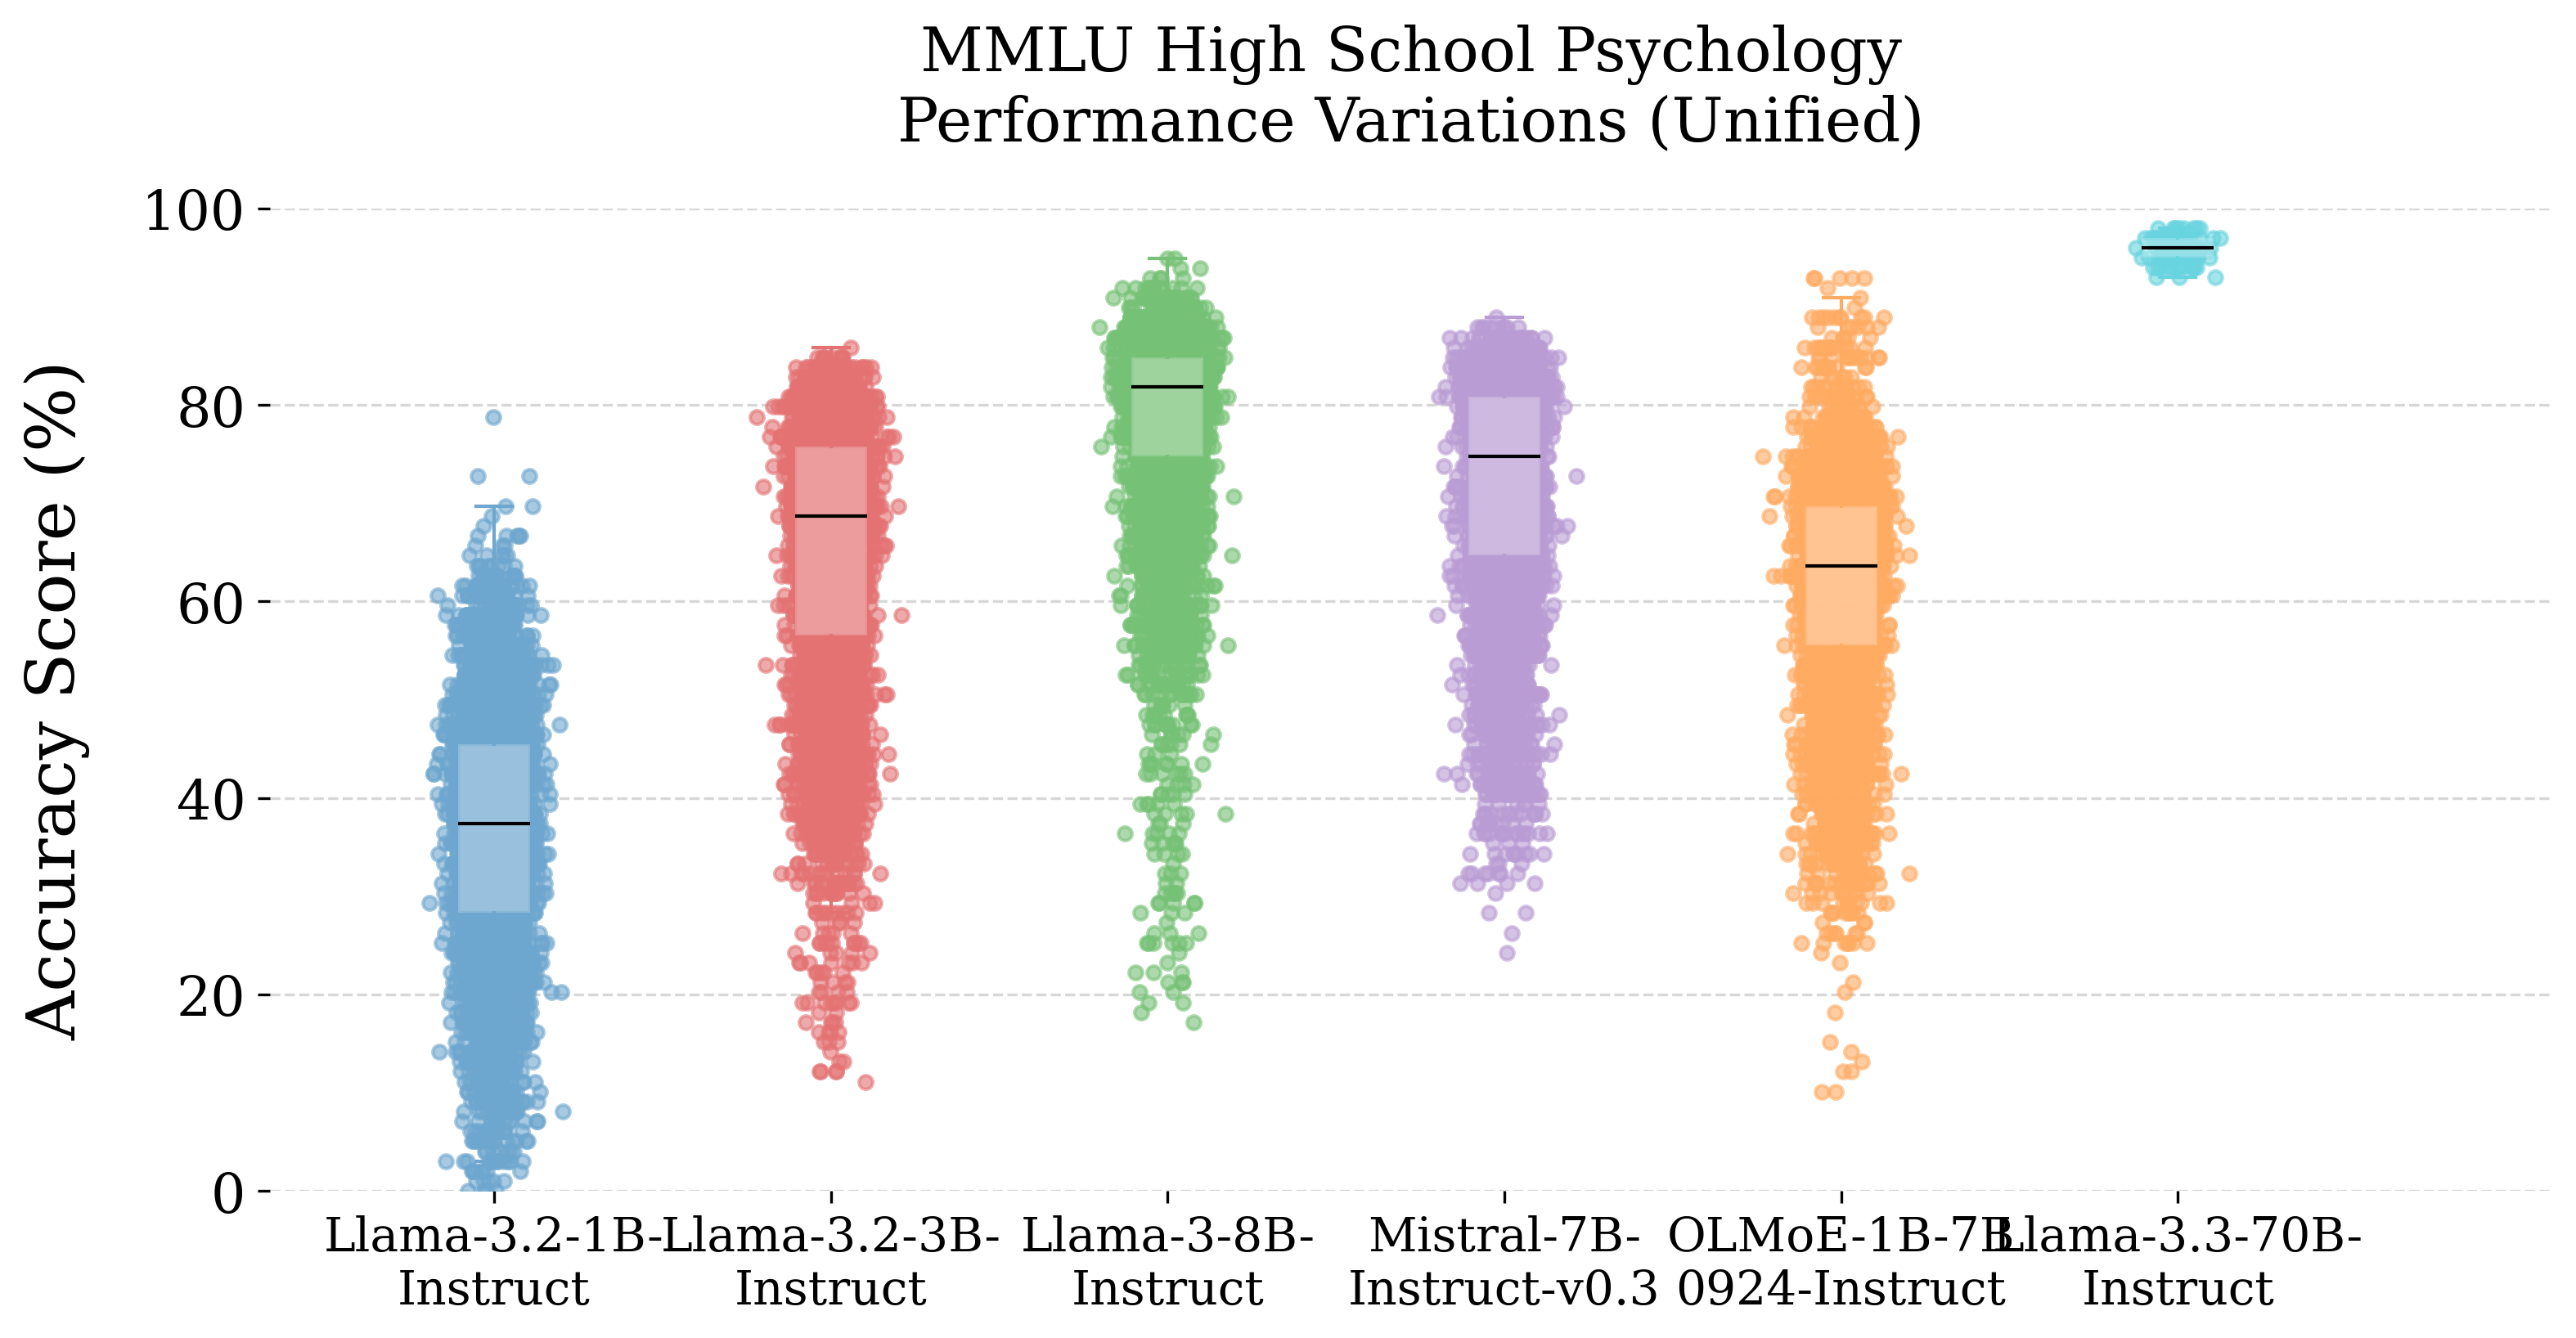 MMLU High School Psychology
Performance Variations (Unified)
Accuracy Score (%)
100
80
60
40
20
0
Llama-3.2-1B-
Instruct
Llama-3.2-3B-
Instruct
Llama-3-8B-
Instruct
Mistral-7B-
Instruct-v0.3
OLMoE-1B-7B
0924-Instruct
Llama-3.3-70B-
Instruct